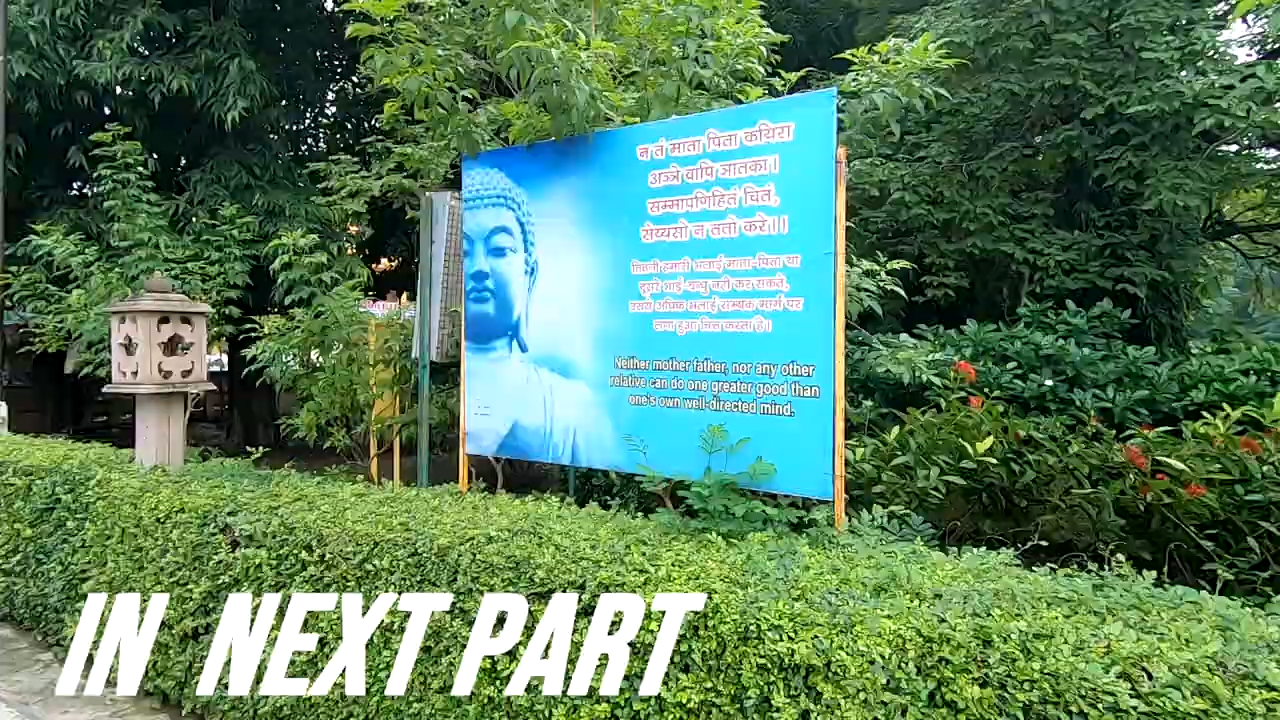 न तं माता पिता कयिरा
अञ्ञे वापि ञातका।
सम्मापणिहितं चितं,
सेय्यसो नं ततो करे।।
जितनी हमारी भलाई माता-पिता या
दूसरे भाई-बन्धु नहीं कर सकते,
उससे अधिक भलाई सम्यक मार्ग पर
लगा हुआ चित्त करता है।
Neither mother father, nor any other
relative can do one greater good than
one's own well-directed mind.
IN NEXT PART